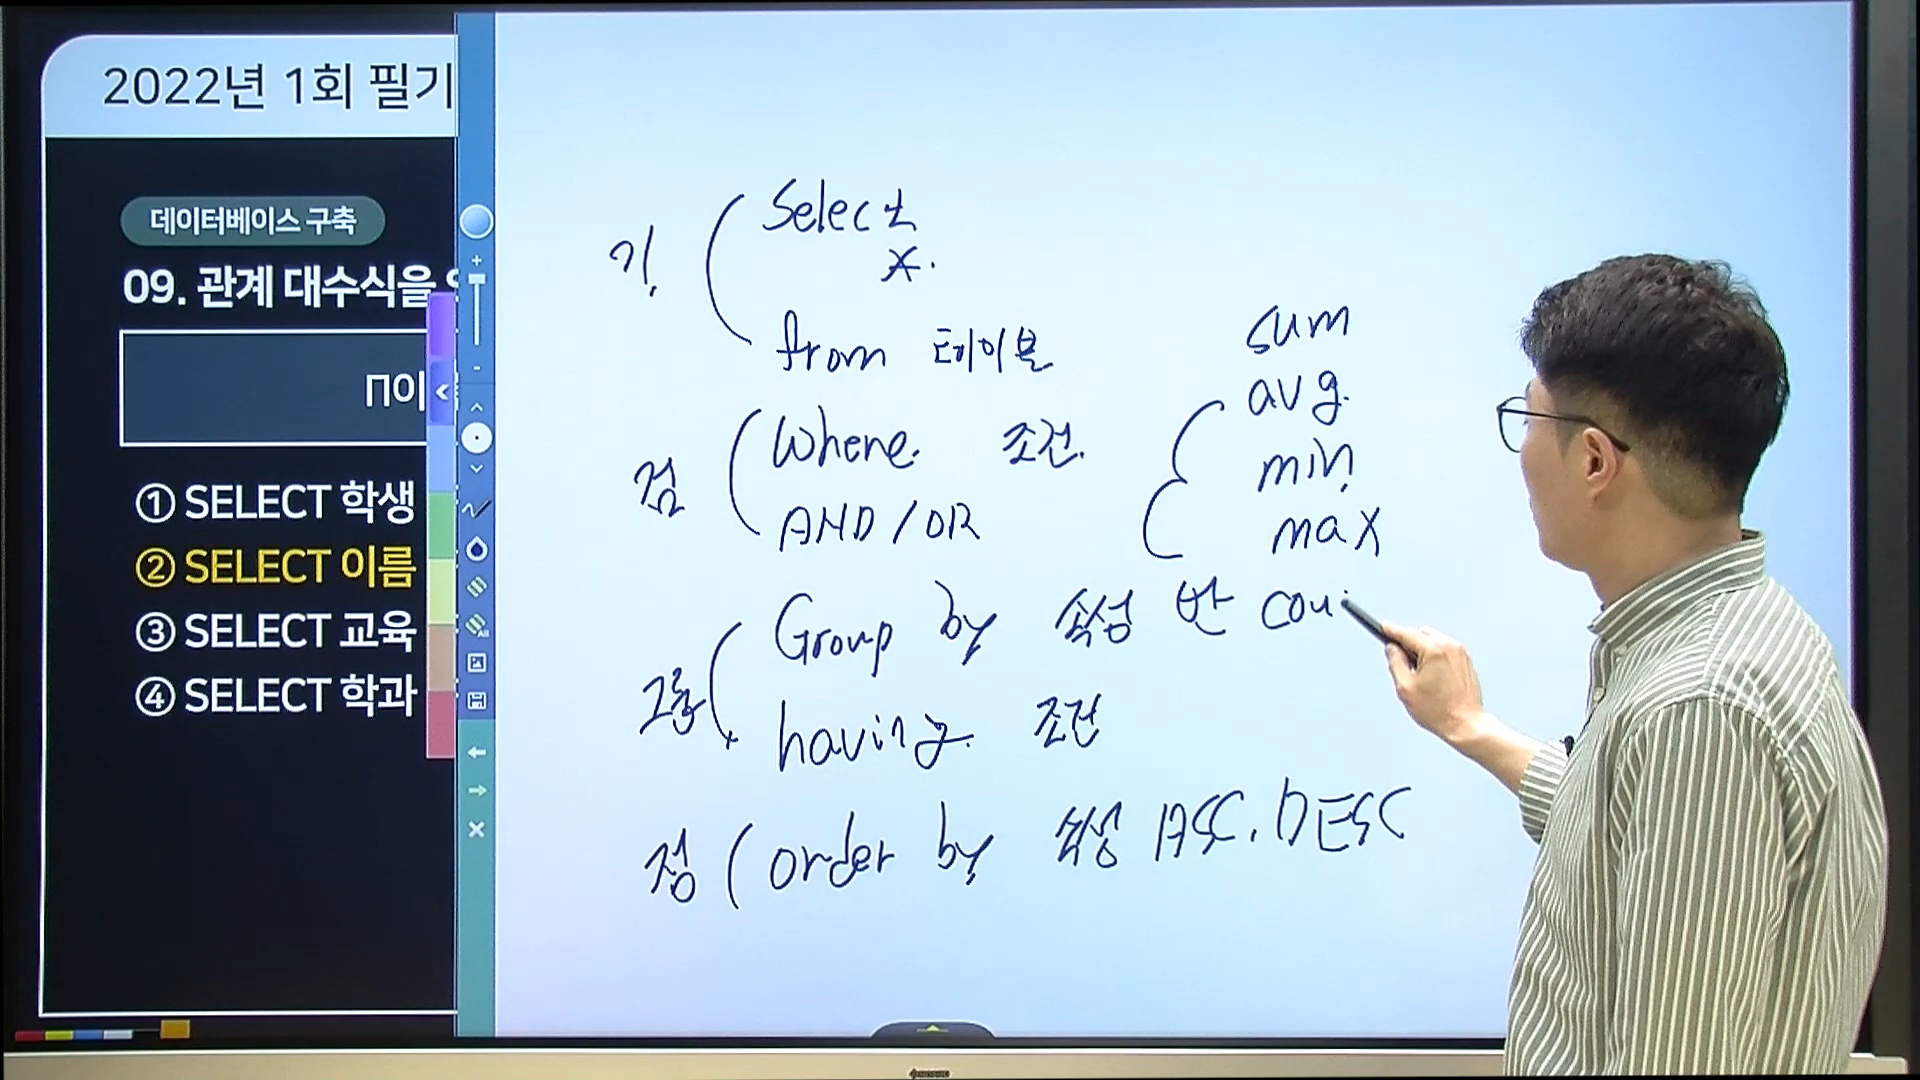 2022년 1회 필기
데이터베이스 구축
09. 관계 대수식을
∏이
① SELECT 학생
② SELECT 이름
③ SELECT 교육
④ SELECT 학과
기. Select
*.
from 테이블
검 Where. 조건.
AND/OR
sum
avg.
min
max
cou
그룹 Group by 속성 반
having. 조건
정 (order by 속성 ASC. DESC
All